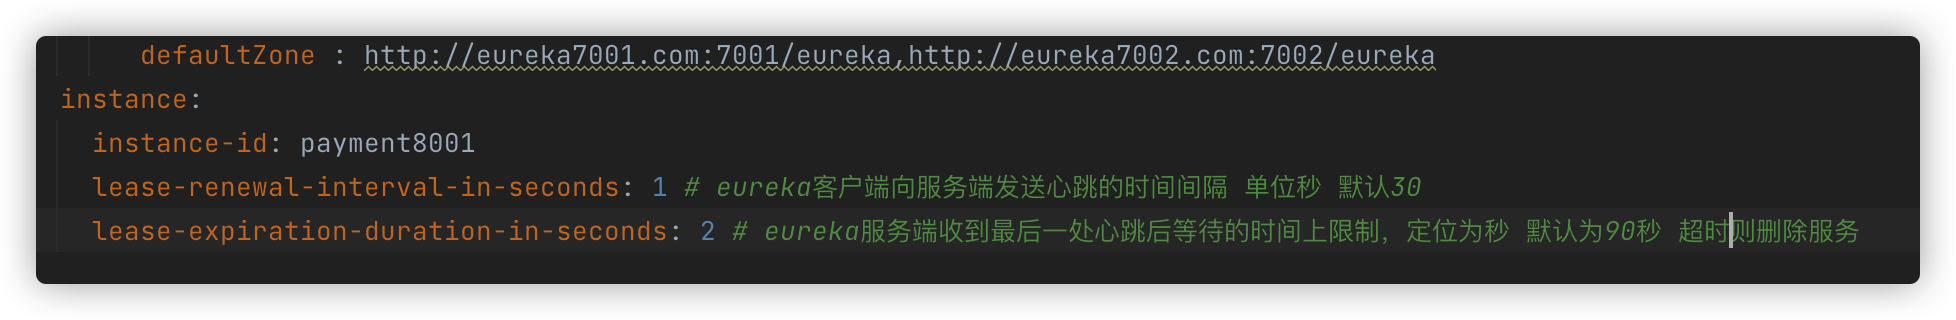 defaultZone : http://eureka7001.com:7001/eureka,http://eureka7002.com:7002/eureka
instance:
instance-id: payment8001
lease-renewal-interval-in-seconds: 1 # eureka客户端向服务端发送心跳的时间间隔 单位秒 默认30
lease-expiration-duration-in-seconds: 2 # eureka服务端收到最后一处心跳后等待的时间上限制，定位为秒 默认为90秒 超时则删除服务